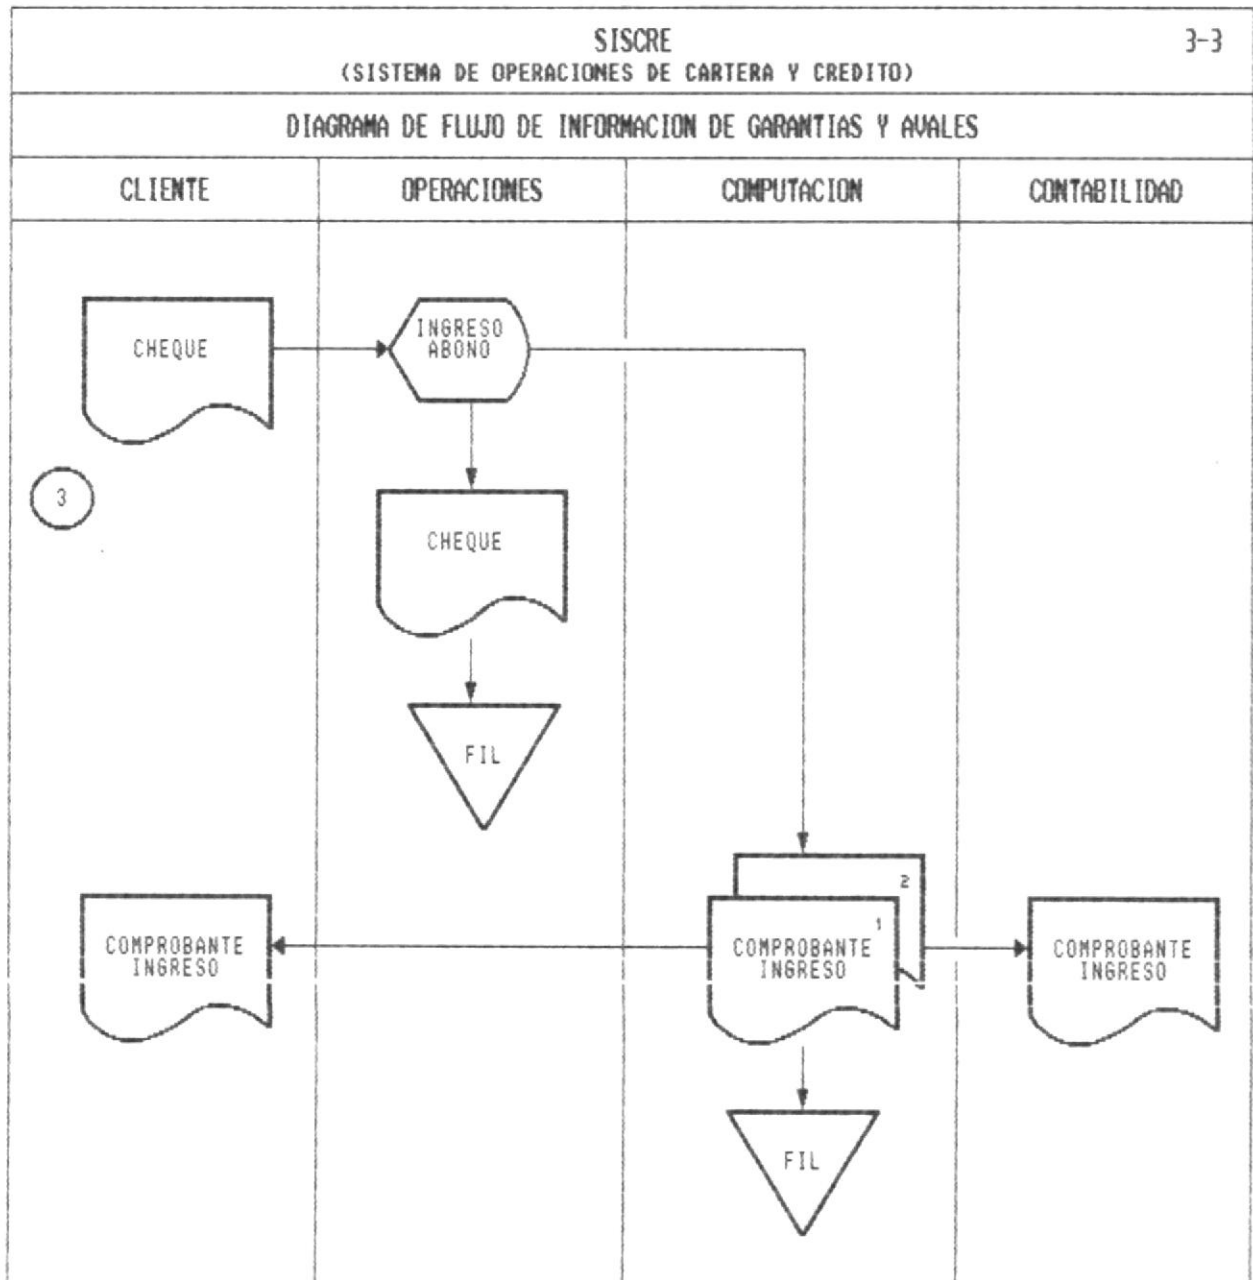 SISCRE
3-3
(SISTEMA DE OPERACIONES DE CARTERA Y CREDITO)
DIAGRAMA DE FLUJO DE INFORMACION DE GARANTIAS Y AVALES
CLIENTE
OPERACIONES
COMPUTACION
CONTABILIDAD
CHEQUE
INGRESO
ABONO
3
CHEQUE
FIL
2
1
COMPROBANTE
INGRESO
COMPROBANTE
INGRESO
COMPROBANTE
INGRESO
FIL